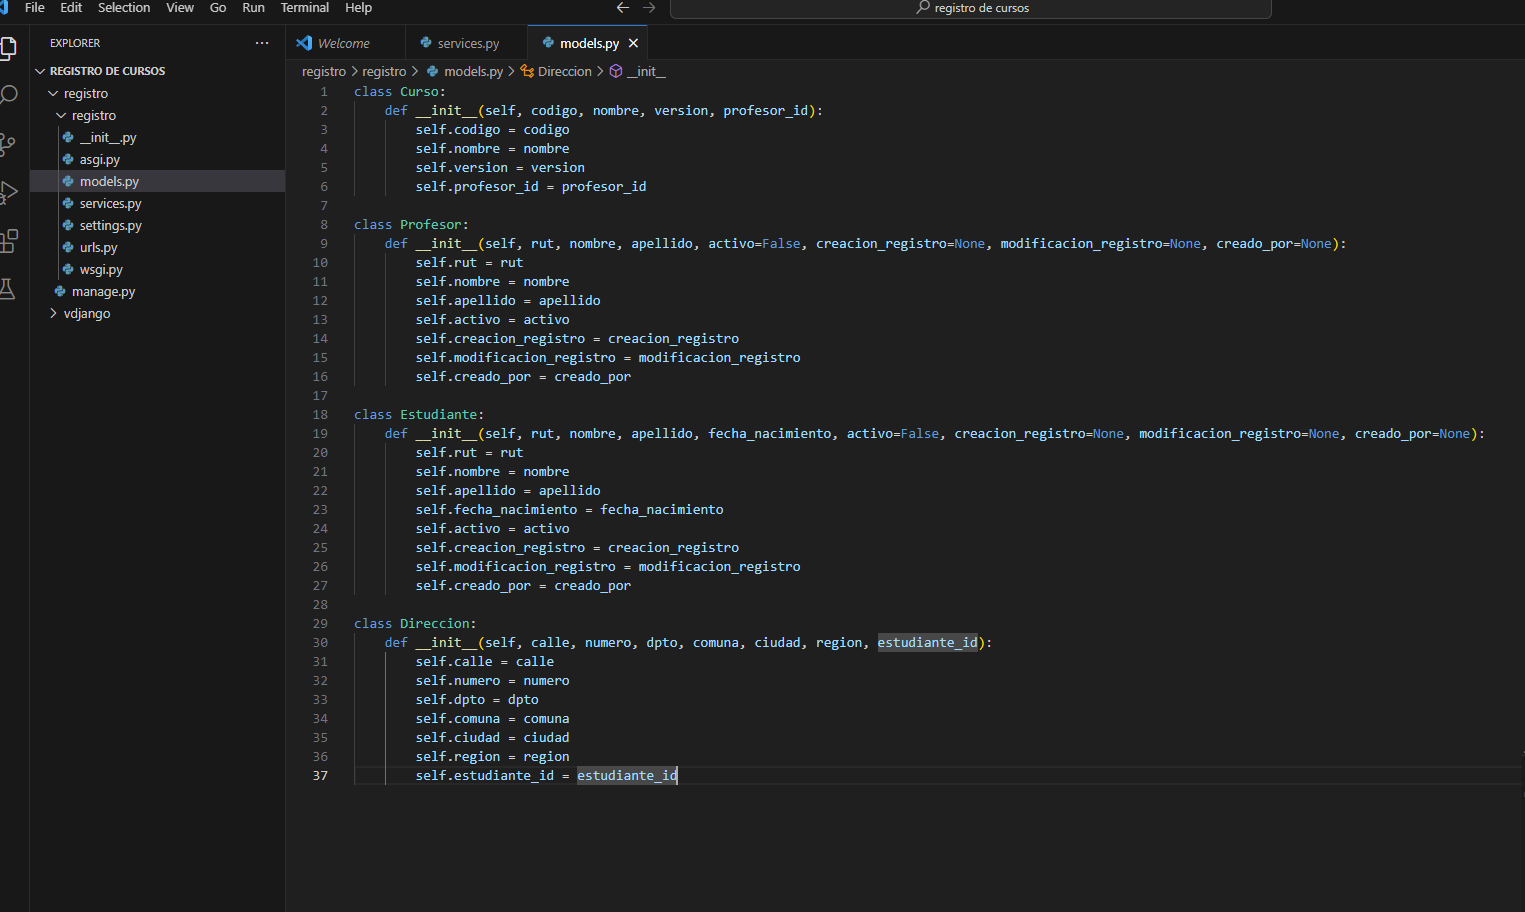 File Edit Selection View Go Run Terminal Help
registro de cursos
EXPLORER
REGISTRO DE CURSOS
registro
registro
__init__.py
asgi.py
models.py
services.py
settings.py
urls.py
wsgi.py
manage.py
vdjango
Welcome
services.py
models.py
registro > registro > models.py > Direccion > __init__
1 class Curso:
2     def __init__(self, codigo, nombre, version, profesor_id):
3         self.codigo = codigo
4         self.nombre = nombre
5         self.version = version
6         self.profesor_id = profesor_id
7
8 class Profesor:
9     def __init__(self, rut, nombre, apellido, activo=False, creacion_registro=None, modificacion_registro=None, creado_por=None):
10         self.rut = rut
11         self.nombre = nombre
12         self.apellido = apellido
13         self.activo = activo
14         self.creacion_registro = creacion_registro
15         self.modificacion_registro = modificacion_registro
16         self.creado_por = creado_por
17
18 class Estudiante:
19     def __init__(self, rut, nombre, apellido, fecha_nacimiento, activo=False, creacion_registro=None, modificacion_registro=None, creado_por=None):
20         self.rut = rut
21         self.nombre = nombre
22         self.apellido = apellido
23         self.fecha_nacimiento = fecha_nacimiento
24         self.activo = activo
25         self.creacion_registro = creacion_registro
26         self.modificacion_registro = modificacion_registro
27         self.creado_por = creado_por
28
29 class Direccion:
30     def __init__(self, calle, numero, dpto, comuna, ciudad, region, estudiante_id):
31         self.calle = calle
32         self.numero = numero
33         self.dpto = dpto
34         self.comuna = comuna
35         self.ciudad = ciudad
36         self.region = region
37         self.estudiante_id = estudiante_id